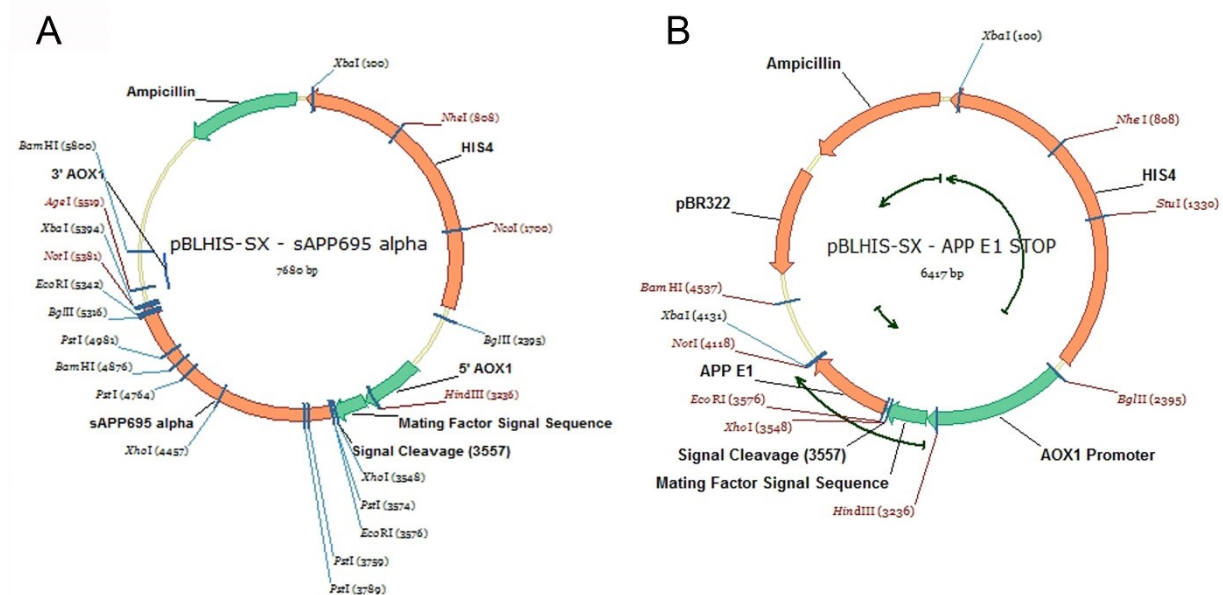 A
XbaI (100)
Ampicillin
NheI (808)
HIS4
BamHI (5800)
3' AOX1
AgeI (5519)
XbaI (5394)
NotI (5381)
EcoRI (5342)
BglII (5316)
PstI (4981)
BamHI (4876)
PstI (4764)
sAPP695 alpha
XhoI (4457)
pBLHIS-SX - sAPP695 alpha
7680 bp
NcoI (1700)
BglII (2395)
5' AOX1
HindIII (3236)
Mating Factor Signal Sequence
Signal Cleavage (3557)
XhoI (3548)
PstI (3574)
EcoRI (3576)
PstI (3759)
PstI (3789)
B
XbaI (100)
Ampicillin
NheI (808)
HIS4
StuI (1330)
pBR322
pBLHIS-SX - APP E1 STOP
6417 bp
BamHI (4537)
XbaI (4131)
NotI (4118)
APP E1
EcoRI (3576)
XhoI (3548)
Signal Cleavage (3557)
Mating Factor Signal Sequence
HindIII (3236)
BglII (2395)
AOX1 Promoter